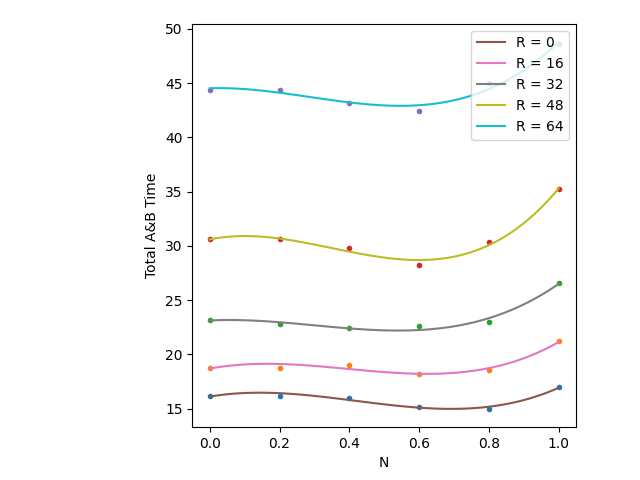 50
45
40
35
30
25
20
15
Total A&B Time
R = 0
R = 16
R = 32
R = 48
R = 64
0.0 0.2 0.4 0.6 0.8 1.0
N